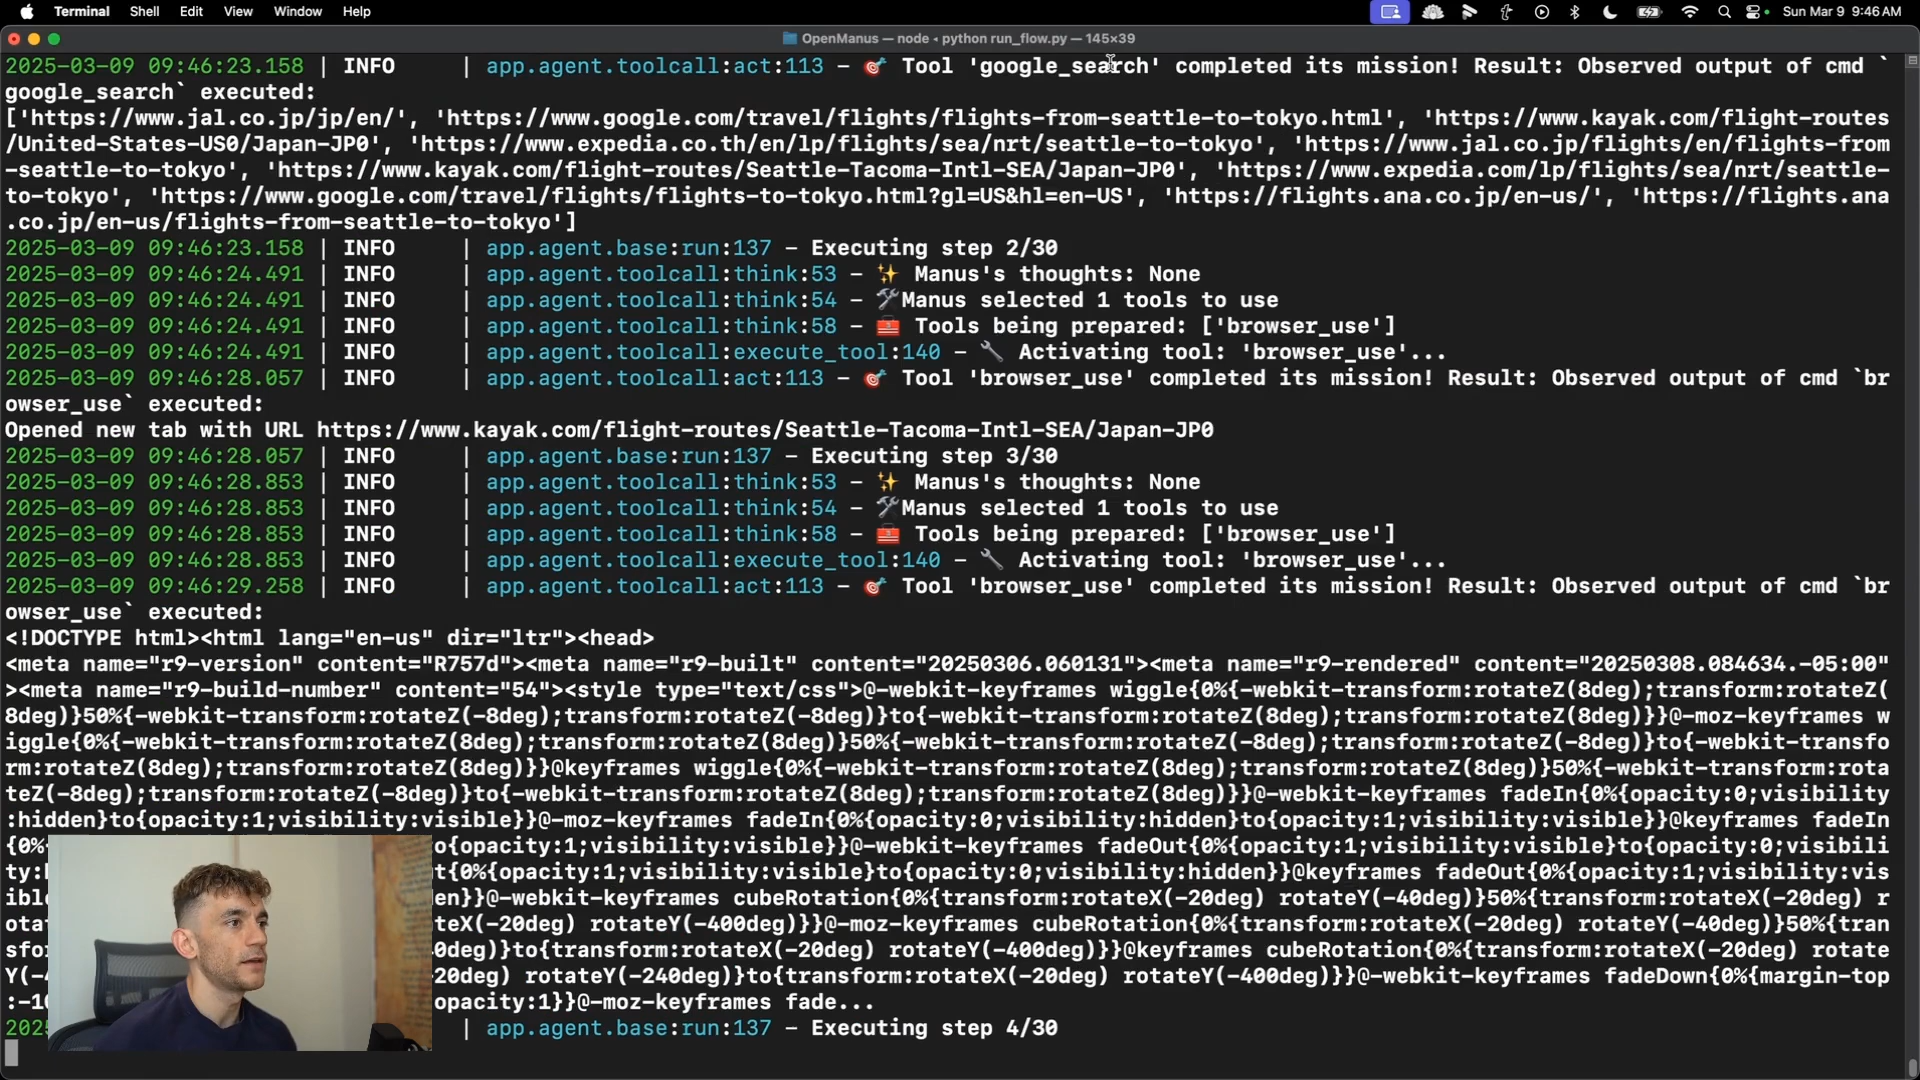 Terminal Shell Edit View Window Help Sun Mar 9 9:46 AM
OpenManus — node ◂ python run_flow.py — 145×39
2025-03-09 09:46:23.158 | INFO     | app.agent.toolcall:act:113 – 🎯 Tool 'google_search' completed its mission! Result: Observed output of cmd `
google_search` executed:
['https://www.jal.co.jp/jp/en/', 'https://www.google.com/travel/flights/flights-from-seattle-to-tokyo.html', 'https://www.kayak.com/flight-routes
/United-States-US0/Japan-JP0', 'https://www.expedia.co.th/en/lp/flights/sea/nrt/seattle-to-tokyo', 'https://www.jal.co.jp/flights/en/flights-from
-seattle-to-tokyo', 'https://www.kayak.com/flight-routes/Seattle-Tacoma-Intl-SEA/Japan-JP0', 'https://www.expedia.com/lp/flights/sea/nrt/seattle-
to-tokyo', 'https://www.google.com/travel/flights/flights-to-tokyo.html?gl=US&hl=en-US', 'https://flights.ana.co.jp/en-us/', 'https://flights.ana
.co.jp/en-us/flights-from-seattle-to-tokyo']
2025-03-09 09:46:23.158 | INFO     | app.agent.base:run:137 – Executing step 2/30
2025-03-09 09:46:24.491 | INFO     | app.agent.toolcall:think:53 – ✨ Manus's thoughts: None
2025-03-09 09:46:24.491 | INFO     | app.agent.toolcall:think:54 – 🛠️Manus selected 1 tools to use
2025-03-09 09:46:24.491 | INFO     | app.agent.toolcall:think:58 – 🧰 Tools being prepared: ['browser_use']
2025-03-09 09:46:24.491 | INFO     | app.agent.toolcall:execute_tool:140 – 🔧 Activating tool: 'browser_use'...
2025-03-09 09:46:28.057 | INFO     | app.agent.toolcall:act:113 – 🎯 Tool 'browser_use' completed its mission! Result: Observed output of cmd `br
owser_use` executed:
Opened new tab with URL https://www.kayak.com/flight-routes/Seattle-Tacoma-Intl-SEA/Japan-JP0
2025-03-09 09:46:28.057 | INFO     | app.agent.base:run:137 – Executing step 3/30
2025-03-09 09:46:28.853 | INFO     | app.agent.toolcall:think:53 – ✨ Manus's thoughts: None
2025-03-09 09:46:28.853 | INFO     | app.agent.toolcall:think:54 – 🛠️Manus selected 1 tools to use
2025-03-09 09:46:28.853 | INFO     | app.agent.toolcall:think:58 – 🧰 Tools being prepared: ['browser_use']
2025-03-09 09:46:28.853 | INFO     | app.agent.toolcall:execute_tool:140 – 🔧 Activating tool: 'browser_use'...
2025-03-09 09:46:29.258 | INFO     | app.agent.toolcall:act:113 – 🎯 Tool 'browser_use' completed its mission! Result: Observed output of cmd `br
owser_use` executed:
<!DOCTYPE html><html lang="en-us" dir="ltr"><head>
<meta name="r9-version" content="R757d"><meta name="r9-built" content="20250306.060131"><meta name="r9-rendered" content="20250308.084634.-05:00"
><meta name="r9-build-number" content="54"><style type="text/css">@-webkit-keyframes wiggle{0%{-webkit-transform:rotateZ(8deg);transform:rotateZ(
8deg)}50%{-webkit-transform:rotateZ(-8deg);transform:rotateZ(-8deg)}to{-webkit-transform:rotateZ(8deg);transform:rotateZ(8deg)}}@-moz-keyframes w
iggle{0%{-webkit-transform:rotateZ(8deg);transform:rotateZ(8deg)}50%{-webkit-transform:rotateZ(-8deg);transform:rotateZ(-8deg)}to{-webkit-transfo
rm:rotateZ(8deg);transform:rotateZ(8deg)}}@keyframes wiggle{0%{-webkit-transform:rotateZ(8deg);transform:rotateZ(8deg)}50%{-webkit-transform:rota
teZ(-8deg);transform:rotateZ(-8deg)}to{-webkit-transform:rotateZ(8deg);transform:rotateZ(8deg)}}@-webkit-keyframes fadeIn{0%{opacity:0;visibility
:hidden}to{opacity:1;visibility:visible}}@-moz-keyframes fadeIn{0%{opacity:0;visibility:hidden}to{opacity:1;visibility:visible}}@keyframes fadeIn
{0% to{opacity:1;visibility:visible}}@-webkit-keyframes fadeOut{0%{opacity:1;visibility:visible}to{opacity:0;visibili
ty: t{0%{opacity:1;visibility:visible}to{opacity:0;visibility:hidden}}@keyframes fadeOut{0%{opacity:1;visibility:vis
ibl en}}@-webkit-keyframes cubeRotation{0%{transform:rotateX(-20deg) rotateY(-40deg)}50%{transform:rotateX(-20deg) r
ota teX(-20deg) rotateY(-400deg)}}@-moz-keyframes cubeRotation{0%{transform:rotateX(-20deg) rotateY(-40deg)}50%{tran
sfo 0deg)}to{transform:rotateX(-20deg) rotateY(-400deg)}}@keyframes cubeRotation{0%{transform:rotateX(-20deg) rotate
Y(-4 20deg) rotateY(-240deg)}to{transform:rotateX(-20deg) rotateY(-400deg)}}@-webkit-keyframes fadeDown{0%{margin-top
:-10 opacity:1}}@-moz-keyframes fade...
202 | app.agent.base:run:137 – Executing step 4/30